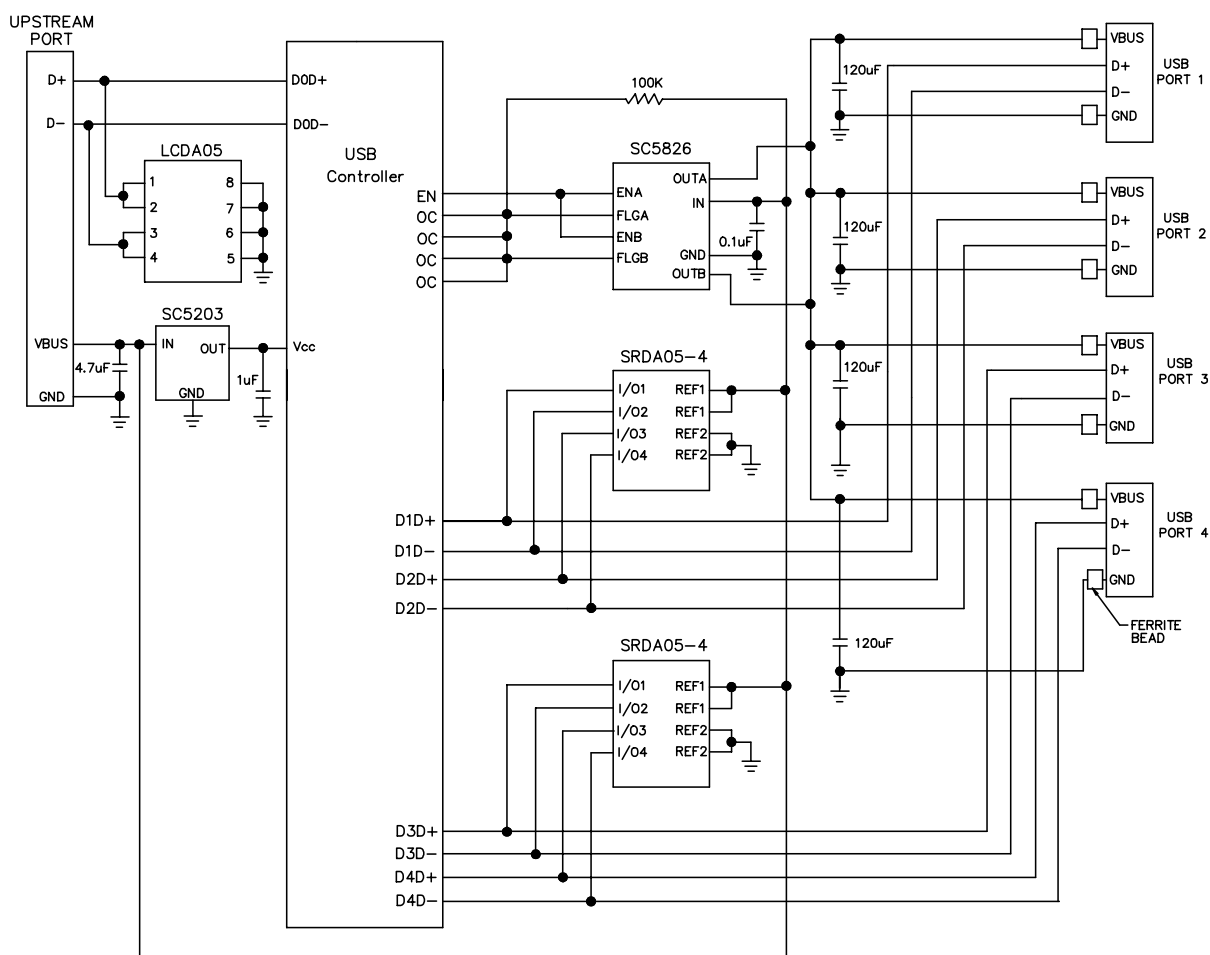 UPSTREAM
PORT
D+
D-
VBUS
GND
4.7uF
LCDA05
1
2
3
4
8
7
6
5
SC5203
IN
OUT
GND
1uF
USB
Controller
D0D+
D0D-
Vcc
EN
OC
OC
OC
OC
D1D+
D1D-
D2D+
D2D-
D3D+
D3D-
D4D+
D4D-
100K
SC5826
ENA
FLGA
ENB
FLGB
OUTA
IN
GND
OUTB
0.1uF
SRDA05-4
I/O1
I/O2
I/O3
I/O4
REF1
REF1
REF2
REF2
SRDA05-4
I/O1
I/O2
I/O3
I/O4
REF1
REF1
REF2
REF2
120uF
VBUS
D+
D-
GND
USB
PORT 1
120uF
VBUS
D+
D-
GND
USB
PORT 2
120uF
VBUS
D+
D-
GND
USB
PORT 3
120uF
VBUS
D+
D-
GND
USB
PORT 4
FERRITE
BEAD